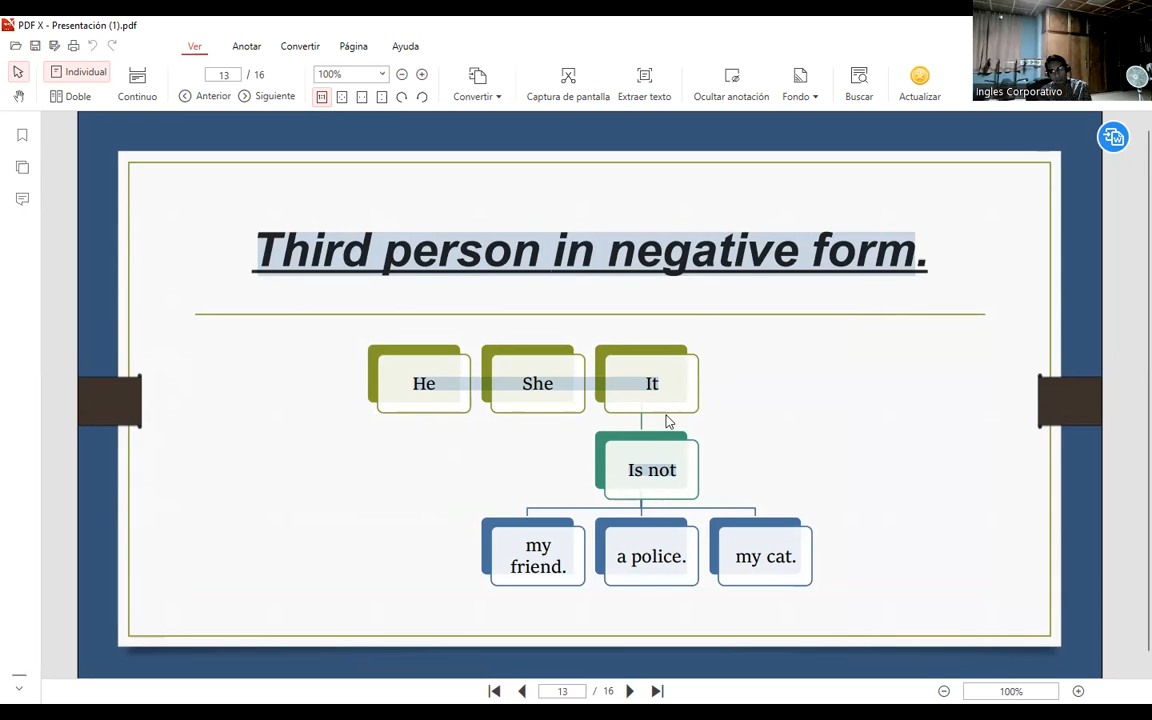 PDF X - Presentación (1).pdf
Ver Anotar Convertir Página Ayuda
Individual
Doble
Continuo
13 / 16
Anterior Siguiente
100%
Convertir
Captura de pantalla
Extraer texto
Ocultar anotación
Fondo
Buscar
Actualizar
Ingles Corporativo
Third person in negative form.
He She It
Is not
my
friend.
a police.
my cat.
13 / 16
100%